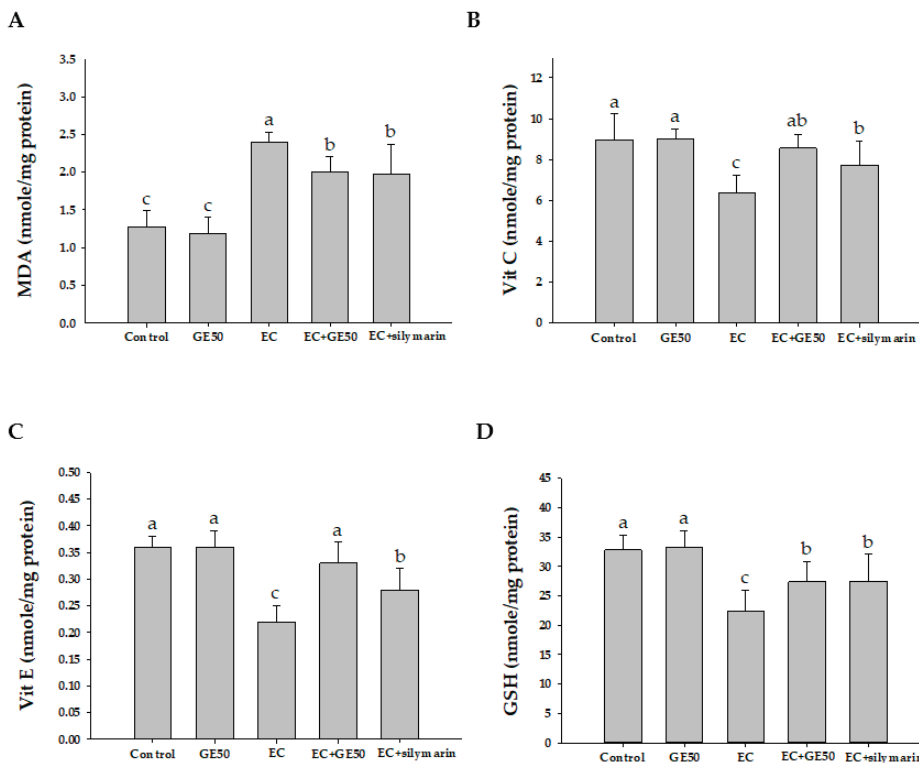 A
MDA (nmole/mg protein)
3.5
3.0
2.5
2.0
1.5
1.0
0.5
0.0
c
c
a
b
b
Control GE50 EC EC+GE50 EC+silymarin
B
Vit C (nmole/mg protein)
12
10
8
6
4
2
0
a
a
c
ab
b
Control GE50 EC EC+GE50 EC+silymarin
C
Vit E (nmole/mg protein)
0.50
0.45
0.40
0.35
0.30
0.25
0.20
0.15
0.10
0.05
0.00
a
a
c
a
b
Control GE50 EC EC+GE50 EC+silymarin
D
GSH (nmole/mg protein)
45
40
35
30
25
20
15
10
5
0
a
a
c
b
b
Control GE50 EC EC+GE50 EC+silymarin